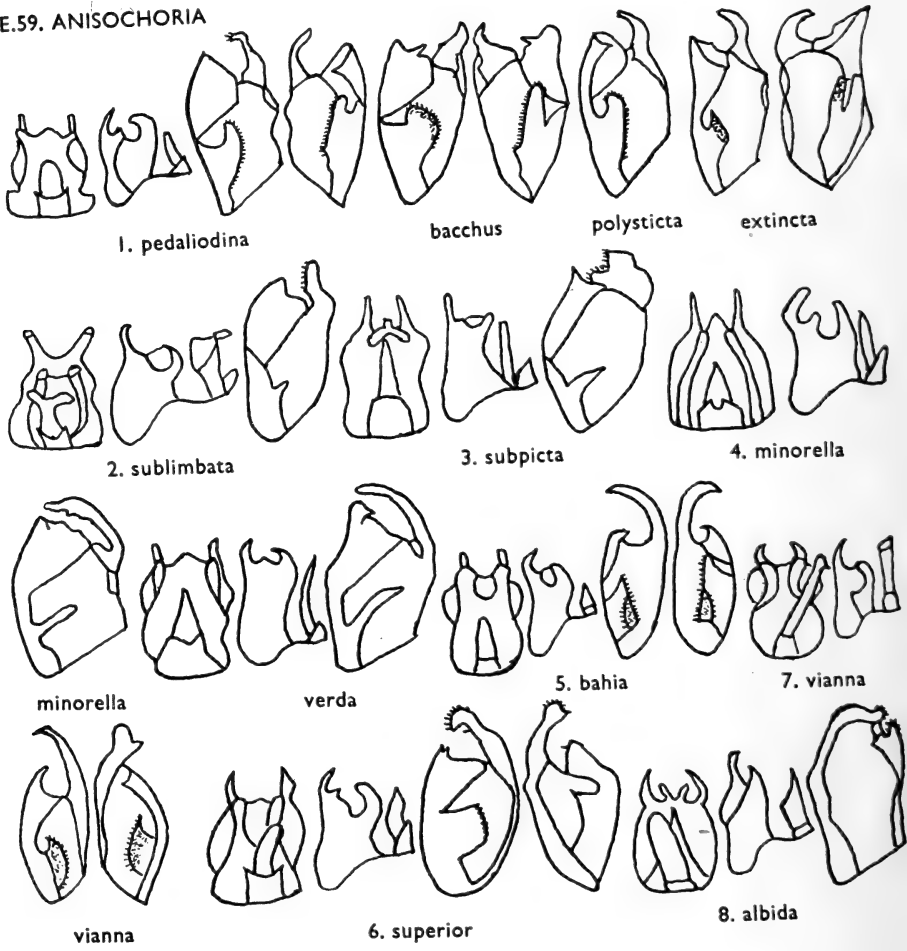 E.59. ANISOCHORIA
1. pedaliodina
bacchus
polysticta
extincta
2. sublimbata
3. subpicta
4. minorella
minorella
verda
5. bahia
7. vianna
vianna
6. superior
8. albida